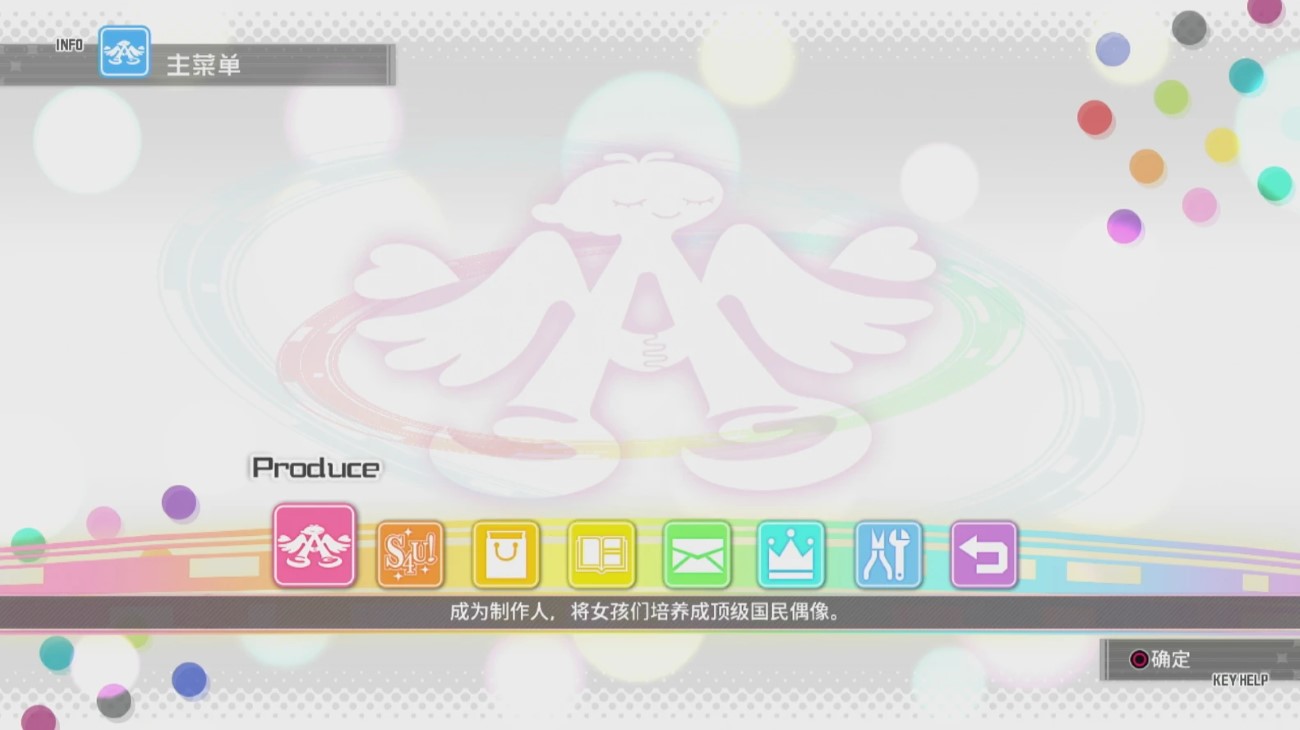 INFO
主菜单
Produce
S4U!
成为制作人，将女孩们培养成顶级国民偶像。
确定
KEY HELP